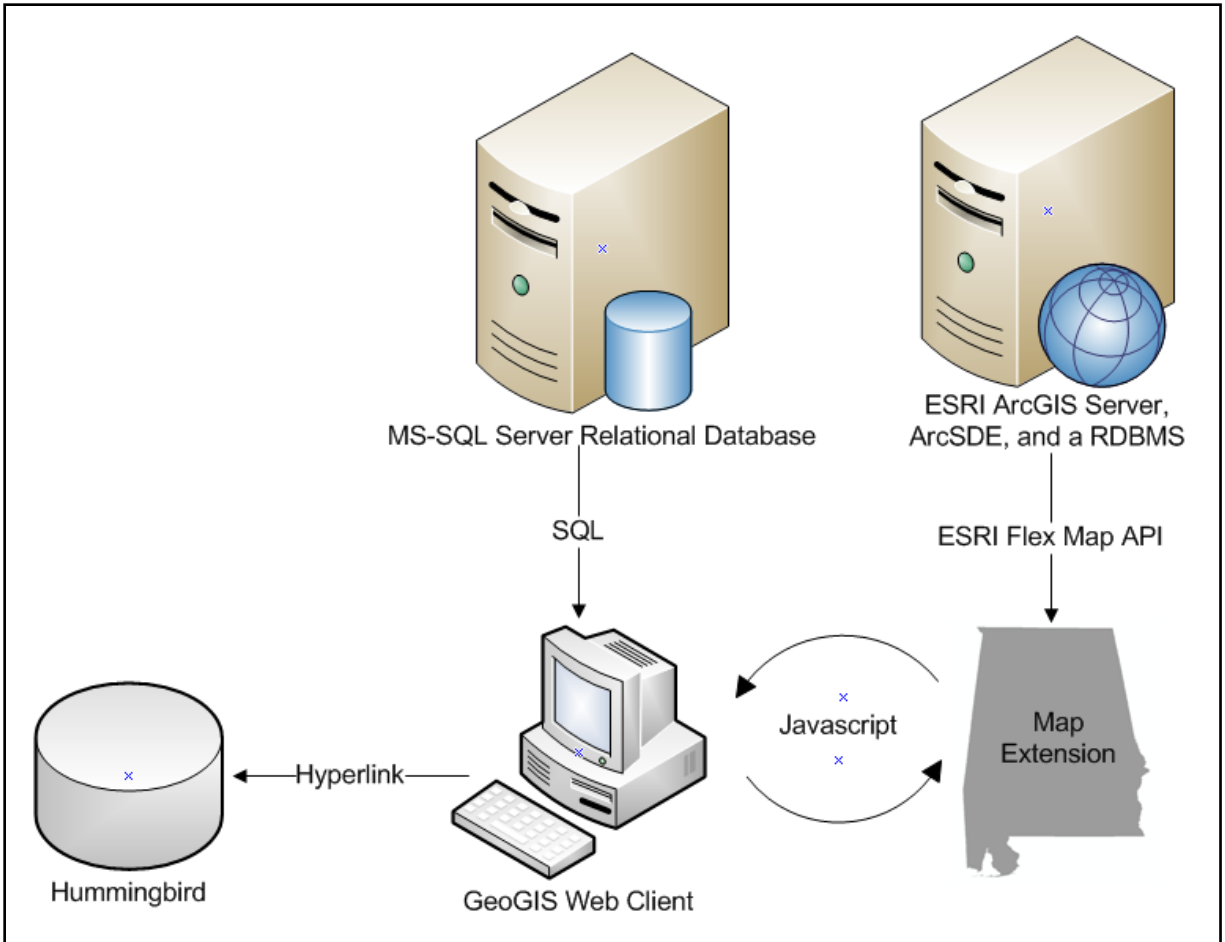 MS-SQL Server Relational Database
ESRI ArcGIS Server,
ArcSDE, and a RDBMS
SQL
ESRI Flex Map API
Javascript
Map
Extension
Hyperlink
Hummingbird
GeoGIS Web Client